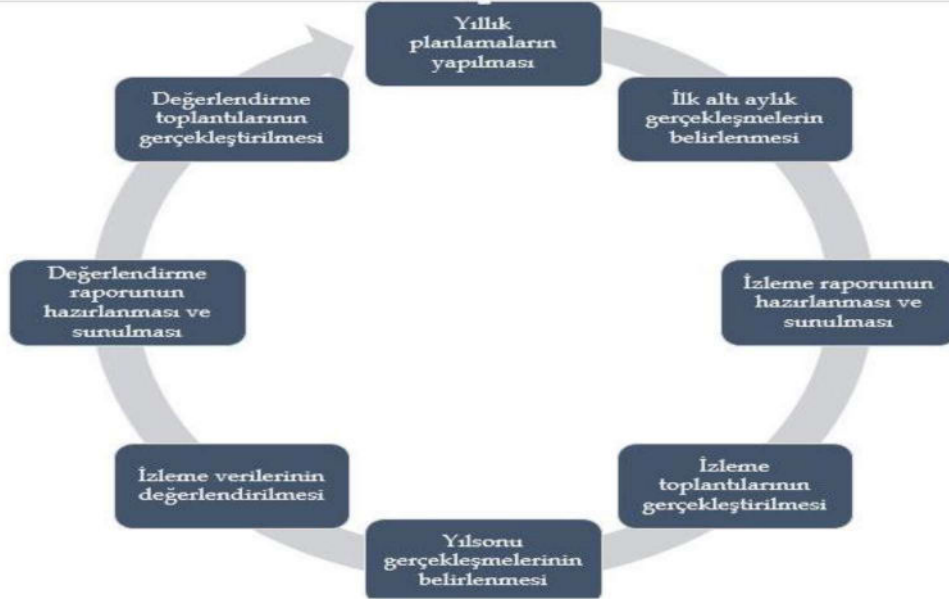 Yıllık
planlamaların
yapılması
İlk altı aylık
gerçekleşmelerin
belirlenmesi
İzleme raporunun
hazırlanması ve
sunulması
İzleme
toplantılarının
gerçekleştirilmesi
Yılsonu
gerçekleşmelerinin
belirlenmesi
İzleme verilerinin
değerlendirilmesi
Değerlendirme
raporunun
hazırlanması ve
sunulması
Değerlendirme
toplantılarının
gerçekleştirilmesi